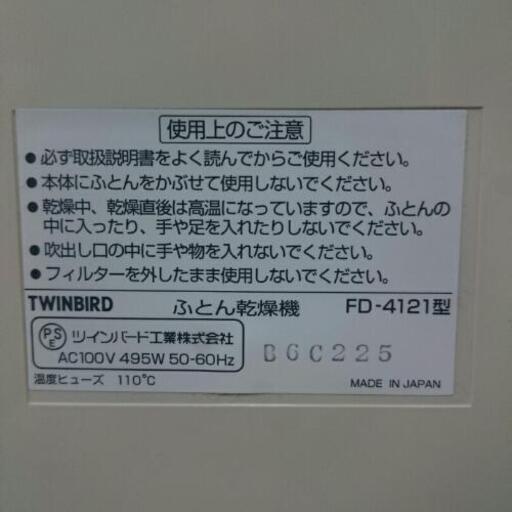 使用上のご注意
●必ず取扱説明書をよく読んでからご使用ください。
●本体にふとんをかぶせて使用しないでください。
●乾燥中、乾燥直後は高温になっていますので、ふとんの
中に入ったり、手や足を入れたりしないでください。
●吹出し口の中に手や物を入れないでください。
●フィルターを外したまま使用しないでください。
TWINBIRD ふとん乾燥機 FD-4121型
PSE ツインバード工業株式会社
AC100V 495W 50-60Hz B6C225
温度ヒューズ 110℃ MADE IN JAPAN